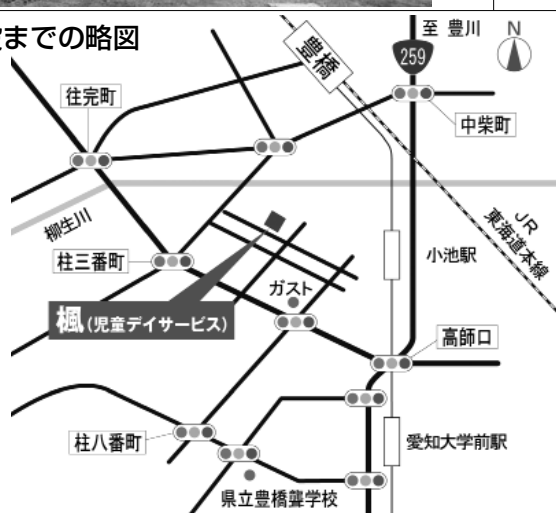 までの略図
至 豊川
N
259
豊橋
往完町
中柴町
柳生川
JR
東海道本線
小池駅
柱三番町
ガスト
楓(児童デイサービス)
高師口
柱八番町
愛知大学前駅
県立豊橋聾学校